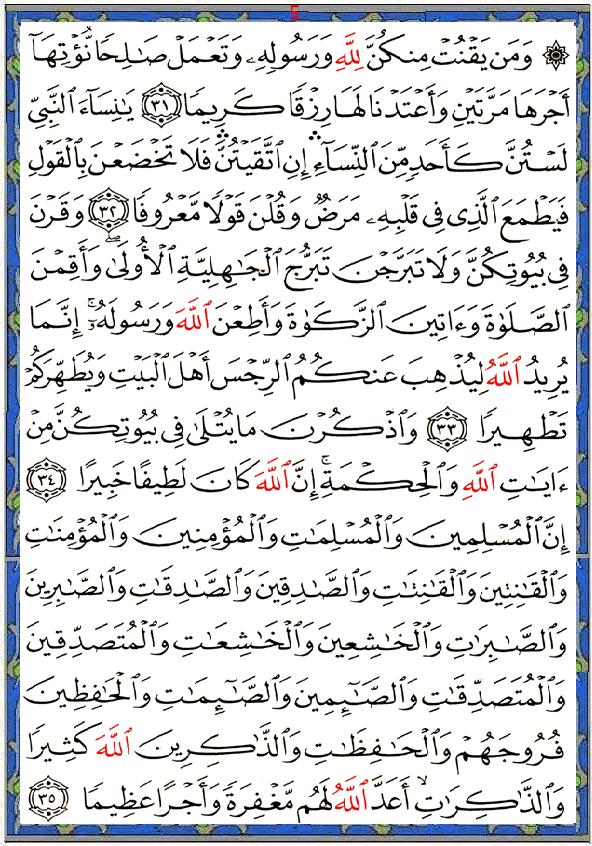 5
۞ وَمَن يَقۡنُتۡ مِنكُنَّ لِلَّهِ وَرَسُولِهِۦ وَتَعۡمَلۡ صَٰلِحٗا نُّؤۡتِهَآ
أَجۡرَهَا مَرَّتَيۡنِ وَأَعۡتَدۡنَا لَهَا رِزۡقٗا كَرِيمٗا ٣١ يَٰنِسَآءَ ٱلنَّبِيِّ
لَسۡتُنَّ كَأَحَدٖ مِّنَ ٱلنِّسَآءِ إِنِ ٱتَّقَيۡتُنَّۚ فَلَا تَخۡضَعۡنَ بِٱلۡقَوۡلِ
فَيَطۡمَعَ ٱلَّذِي فِي قَلۡبِهِۦ مَرَضٞ وَقُلۡنَ قَوۡلٗا مَّعۡرُوفٗا ٣٢ وَقَرۡنَ
فِي بُيُوتِكُنَّ وَلَا تَبَرَّجۡنَ تَبَرُّجَ ٱلۡجَٰهِلِيَّةِ ٱلۡأُولَىٰۖ وَأَقِمۡنَ
ٱلصَّلَوٰةَ وَءَاتِينَ ٱلزَّكَوٰةَ وَأَطِعۡنَ ٱللَّهَ وَرَسُولَهُۥٓۚ إِنَّمَا
يُرِيدُ ٱللَّهُ لِيُذۡهِبَ عَنكُمُ ٱلرِّجۡسَ أَهۡلَ ٱلۡبَيۡتِ وَيُطَهِّرَكُمۡ
تَطۡهِيرٗا ٣٣ وَٱذۡكُرۡنَ مَا يُتۡلَىٰ فِي بُيُوتِكُنَّ مِنۡ
ءَايَٰتِ ٱللَّهِ وَٱلۡحِكۡمَةِۚ إِنَّ ٱللَّهَ كَانَ لَطِيفًا خَبِيرًا ٣٤
إِنَّ ٱلۡمُسۡلِمِينَ وَٱلۡمُسۡلِمَٰتِ وَٱلۡمُؤۡمِنِينَ وَٱلۡمُؤۡمِنَٰتِ
وَٱلۡقَٰنِتِينَ وَٱلۡقَٰنِتَٰتِ وَٱلصَّٰدِقِينَ وَٱلصَّٰدِقَٰتِ وَٱلصَّٰبِرِينَ
وَٱلصَّٰبِرَٰتِ وَٱلۡخَٰشِعِينَ وَٱلۡخَٰشِعَٰتِ وَٱلۡمُتَصَدِّقِينَ
وَٱلۡمُتَصَدِّقَٰتِ وَٱلصَّٰٓئِمِينَ وَٱلصَّٰٓئِمَٰتِ وَٱلۡحَٰفِظِينَ
فُرُوجَهُمۡ وَٱلۡحَٰفِظَٰتِ وَٱلذَّٰكِرِينَ ٱللَّهَ كَثِيرٗا
وَٱلذَّٰكِرَٰتِ أَعَدَّ ٱللَّهُ لَهُم مَّغۡفِرَةٗ وَأَجۡرًا عَظِيمٗا ٣٥